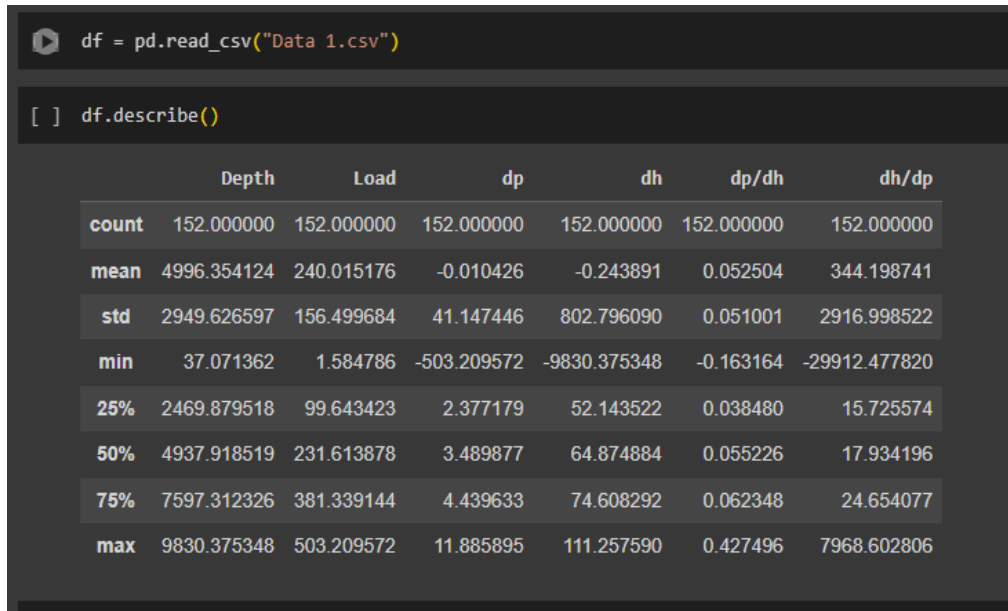 df = pd.read_csv("Data 1.csv")
[ ] df.describe()
Depth Load dp dh dp/dh dh/dp
count 152.000000 152.000000 152.000000 152.000000 152.000000 152.000000
mean 4996.354124 240.015176 -0.010426 -0.243891 0.052504 344.198741
std 2949.626597 156.499684 41.147446 802.796090 0.051001 2916.998522
min 37.071362 1.584786 -503.209572 -9830.375348 -0.163164 -29912.477820
25% 2469.879518 99.643423 2.377179 52.143522 0.038480 15.725574
50% 4937.918519 231.613878 3.489877 64.874884 0.055226 17.934196
75% 7597.312326 381.339144 4.439633 74.608292 0.062348 24.654077
max 9830.375348 503.209572 11.885895 111.257590 0.427496 7968.602806